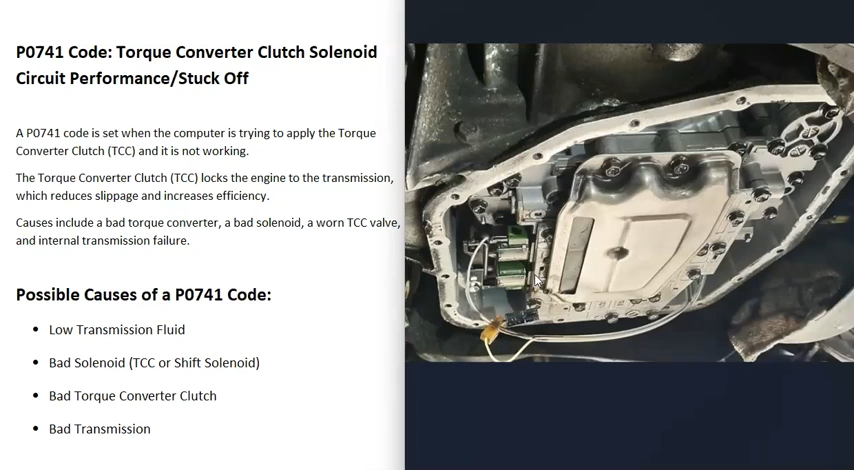 P0741 Code: Torque Converter Clutch Solenoid
Circuit Performance/Stuck Off
A P0741 code is set when the computer is trying to apply the Torque
Converter Clutch (TCC) and it is not working.
The Torque Converter Clutch (TCC) locks the engine to the transmission,
which reduces slippage and increases efficiency.
Causes include a bad torque converter, a bad solenoid, a worn TCC valve,
and internal transmission failure.
Possible Causes of a P0741 Code:
• Low Transmission Fluid
• Bad Solenoid (TCC or Shift Solenoid)
• Bad Torque Converter Clutch
• Bad Transmission